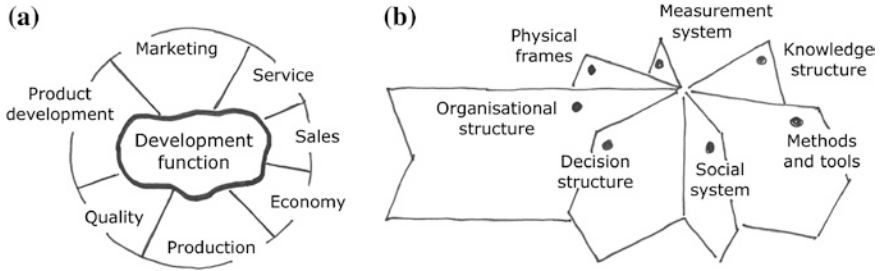 (a)
Marketing
Service
Product
development
Development
function
Sales
Economy
Quality
Production
(b)
Measurement
system
Physical
frames
Knowledge
structure
Organisational
structure
Decision
structure
Social
system
Methods
and tools